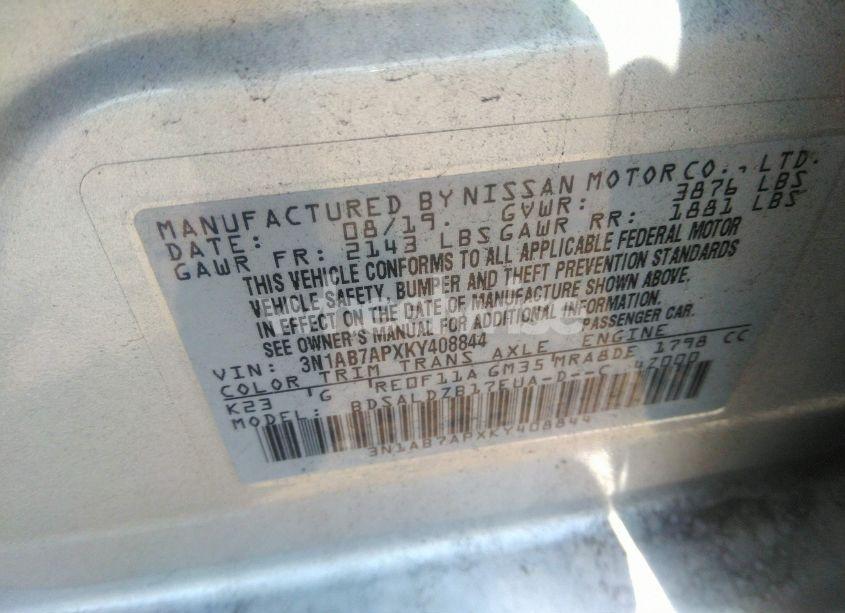 MANUFACTURED BY NISSAN MOTOR CO., LTD.
DATE: 08/19. GVWR: 3876 LBS
GAWR FR: 2143 LBS GAWR RR: 1881 LBS
THIS VEHICLE CONFORMS TO ALL APPLICABLE FEDERAL MOTOR
VEHICLE SAFETY, BUMPER AND THEFT PREVENTION STANDARDS
IN EFFECT ON THE DATE OF MANUFACTURE SHOWN ABOVE.
SEE OWNER'S MANUAL FOR ADDITIONAL INFORMATION.
VIN: 3N1AB7APXKY408844 PASSENGER CAR.
COLOR TRIM TRANS AXLE ENGINE
K23 G RE0F11A GM35 MRA8DE 1798 CC
MODEL: BDSALDZB17EUA-D--C 42000
3N1AB7APXKY408844